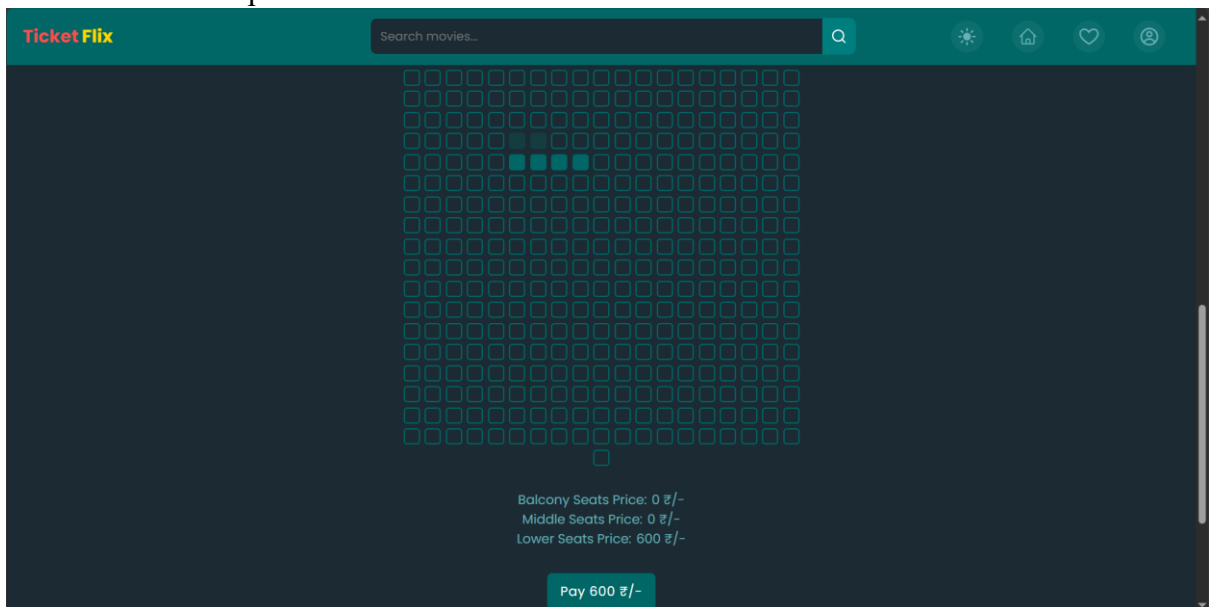 Ticket Flix
Search movies...
Balcony Seats Price: 0 ₹/-
Middle Seats Price: 0 ₹/-
Lower Seats Price: 600 ₹/-
Pay 600 ₹/-